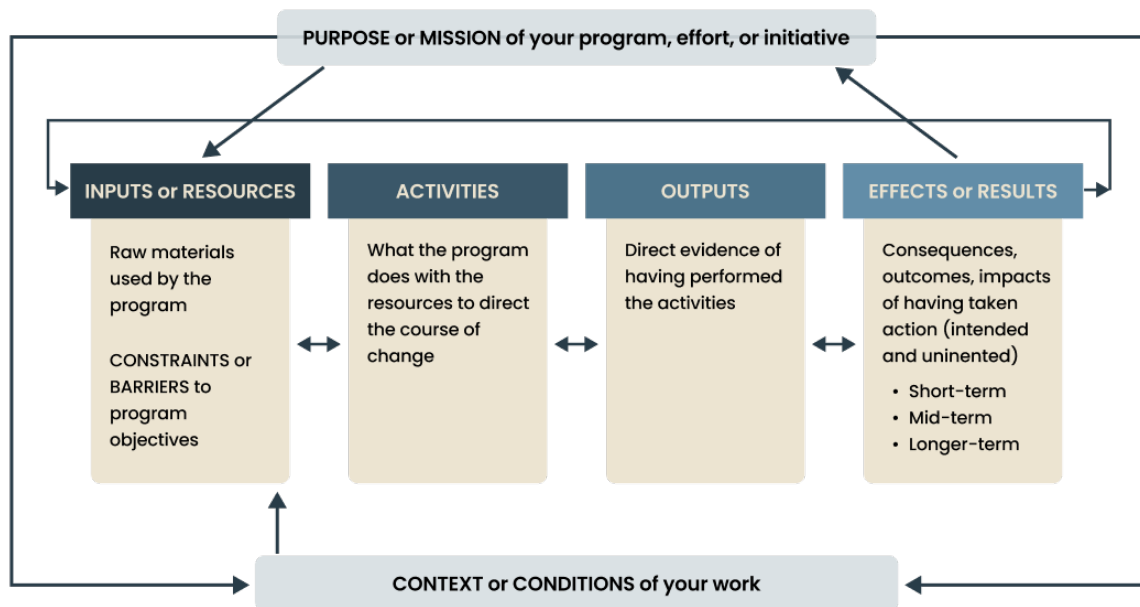 PURPOSE or MISSION of your program, effort, or initiative
INPUTS or RESOURCES
Raw materials
used by the
program
CONSTRAINTS or
BARRIERS to
program
objectives
ACTIVITIES
What the program
does with the
resources to direct
the course of
change
OUTPUTS
Direct evidence of
having performed
the activities
EFFECTS or RESULTS
Consequences,
outcomes, impacts
of having taken
action (intended
and uninented)
• Short-term
• Mid-term
• Longer-term
CONTEXT or CONDITIONS of your work